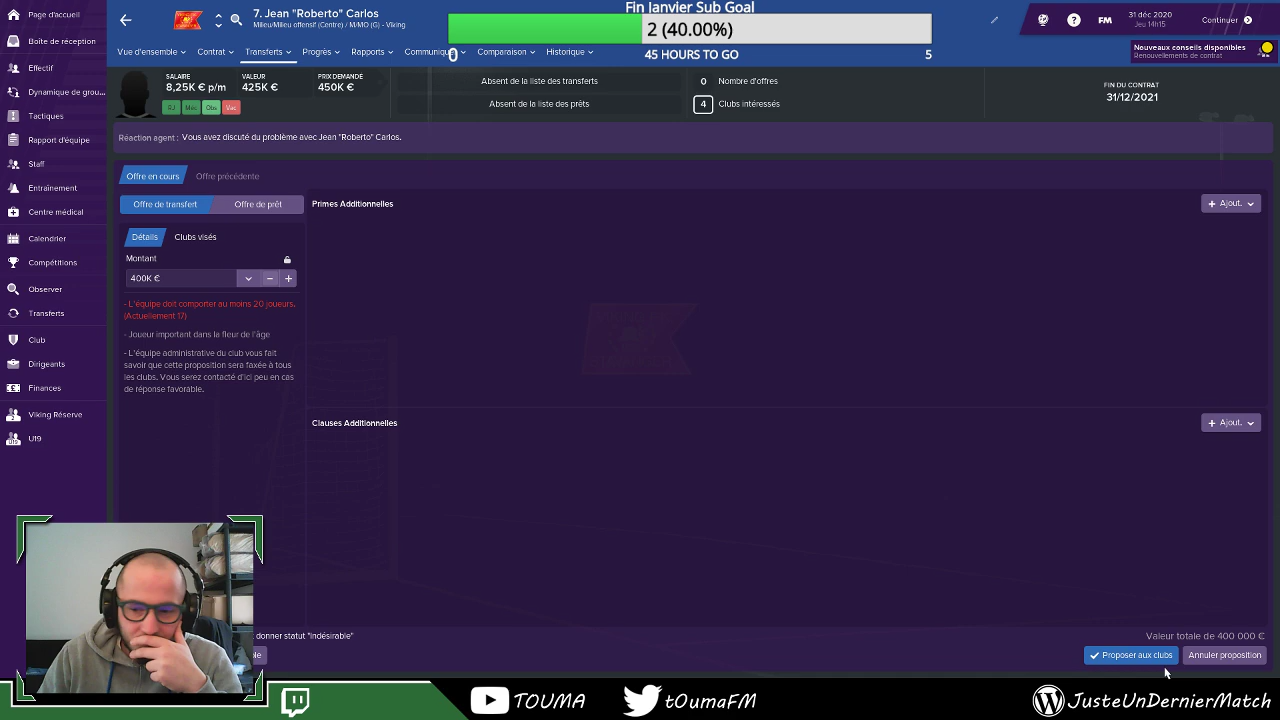 Fin Janvier Sub Goal
2 (40.00%)
0
45 HOURS TO GO
5
Page d'accueil
Boîte de réception
Effectif
Dynamique de grou...
Tactiques
Rapport d'équipe
Staff
Entraînement
Centre médical
Calendrier
Compétitions
Observer
Transferts
Club
Dirigeants
Finances
Viking Réserve
U19
7. Jean "Roberto" Carlos
Milieu/Milieu offensif (Centre) / M/MO (G) - Viking
FM
31 déc 2020
Jeu 14h15
Continuer
Vue d'ensemble
Contrat
Transferts
Progrès
Rapports
Comparaison
Historique
Nouveaux conseils disponibles
Renouvellements de contrat
SALAIRE
8,25K € p/m
VALEUR
425K €
PRIX DEMANDÉ
450K €
RJ
Méc
Obs
Vac
Absent de la liste des transferts
Absent de la liste des prêts
0 Nombre d'offres
4 Clubs intéressés
FIN DU CONTRAT
31/12/2021
Réaction agent : Vous avez discuté du problème avec Jean "Roberto" Carlos.
Offre en cours
Offre précédente
Offre de transfert
Offre de prêt
Primes Additionnelles
Ajout.
Détails
Clubs visés
Montant
400K €
- L'équipe doit comporter au moins 20 joueurs.
(Actuellement 17)
- Joueur important dans la fleur de l'âge
- L'équipe administrative du club vous fait
savoir que cette proposition sera faxée à tous
les clubs. Vous serez contacté d'ici peu en cas
de réponse favorable.
Clauses Additionnelles
Ajout.
donner statut "Indésirable"
Valeur totale de 400 000 €
Proposer aux clubs
Annuler proposition
TOUMA
tOumaFM
JusteUnDernierMatch